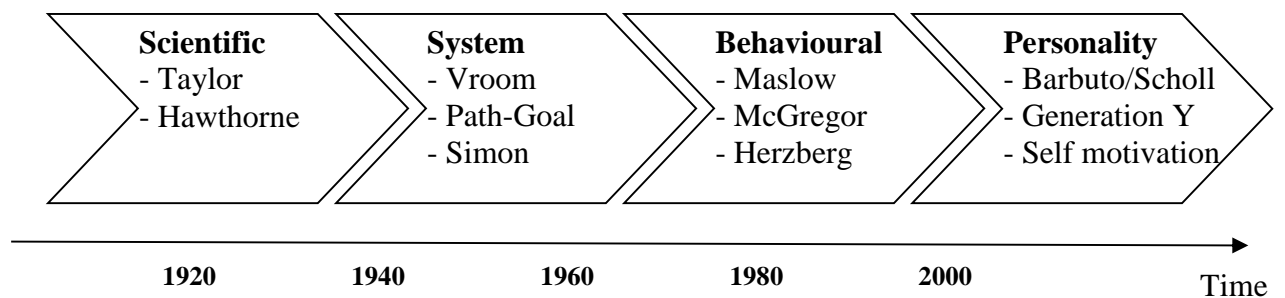 Scientific
- Taylor
- Hawthorne
System
- Vroom
- Path-Goal
- Simon
Behavioural
- Maslow
- McGregor
- Herzberg
Personality
- Barbuto/Scholl
- Generation Y
- Self motivation
1920 1940 1960 1980 2000
Time